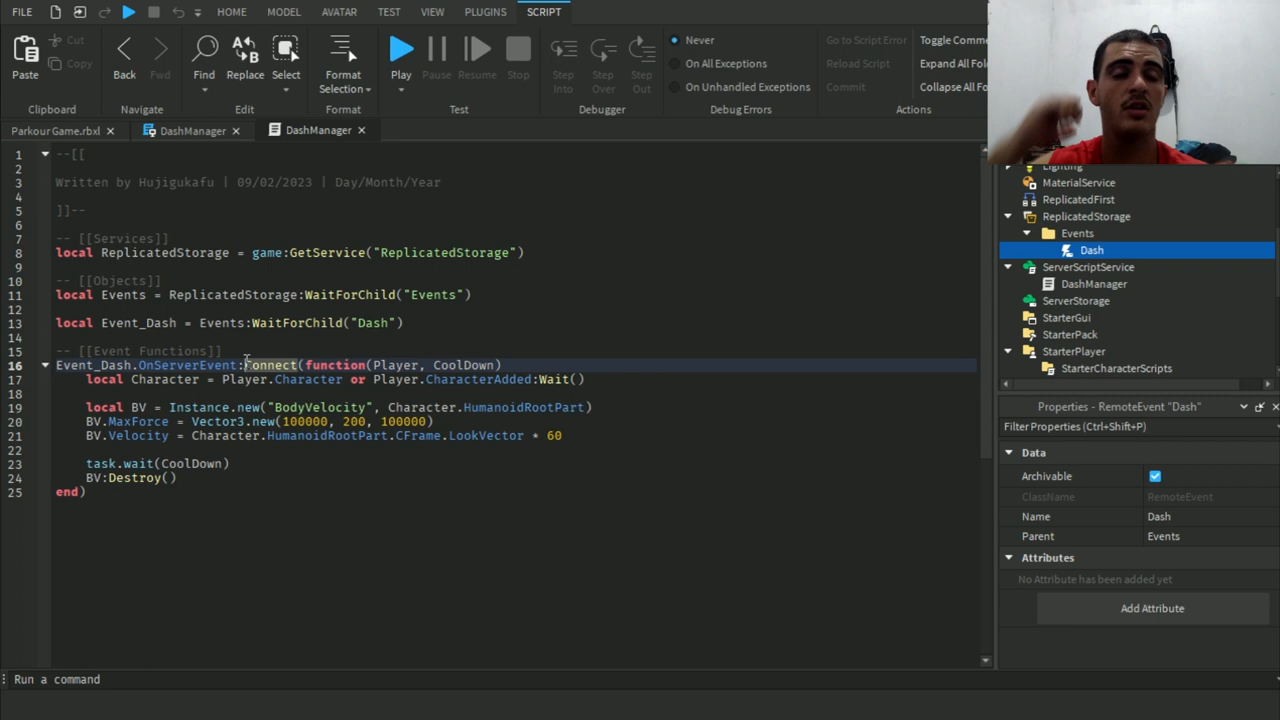 FILE HOME MODEL AVATAR TEST VIEW PLUGINS SCRIPT
Paste
Cut
Copy
Clipboard
Back
Fwd
Navigate
Find
Replace
Select
Edit
Format
Selection
Format
Play
Pause
Resume
Stop
Test
Step
Into
Step
Over
Step
Out
Debugger
Never
On All Exceptions
On Unhandled Exceptions
Debug Errors
Go to Script Error
Reload Script
Commit
Toggle Comme
Expand All Fol
Collapse All Fo
Actions
Parkour Game.rbxl
DashManager
DashManager
1 --[[
2
3 Written by Hujigukafu | 09/02/2023 | Day/Month/Year
4
5 ]]--
6
7 -- [[Services]]
8 local ReplicatedStorage = game:GetService("ReplicatedStorage")
9
10 -- [[Objects]]
11 local Events = ReplicatedStorage:WaitForChild("Events")
12
13 local Event_Dash = Events:WaitForChild("Dash")
14
15 -- [[Event Functions]]
16 Event_Dash.OnServerEvent:Connect(function(Player, CoolDown)
17 local Character = Player.Character or Player.CharacterAdded:Wait()
18
19 local BV = Instance.new("BodyVelocity", Character.HumanoidRootPart)
20 BV.MaxForce = Vector3.new(100000, 200, 100000)
21 BV.Velocity = Character.HumanoidRootPart.CFrame.LookVector * 60
22
23 task.wait(CoolDown)
24 BV:Destroy()
25 end)
Lighting
MaterialService
ReplicatedFirst
ReplicatedStorage
Events
Dash
ServerScriptService
DashManager
ServerStorage
StarterGui
StarterPack
StarterPlayer
StarterCharacterScripts
Properties - RemoteEvent "Dash"
Filter Properties (Ctrl+Shift+P)
Data
Archivable
ClassName RemoteEvent
Name Dash
Parent Events
Attributes
No Attribute has been added yet
Add Attribute
Run a command